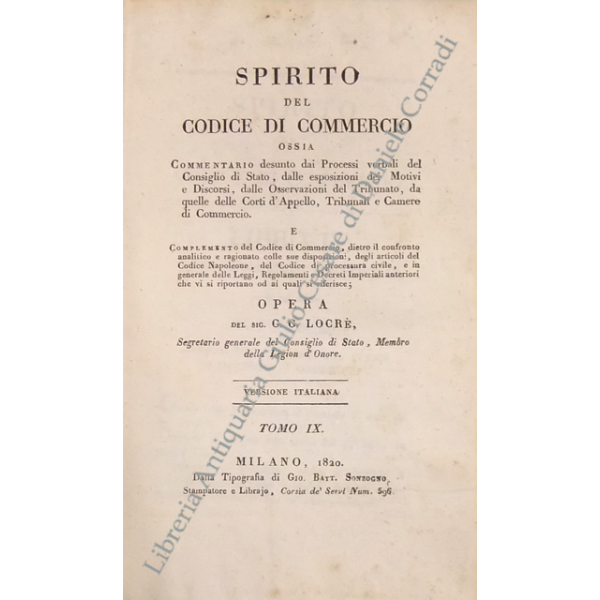 SPIRITO
DEL
CODICE DI COMMERCIO
OSSIA
COMMENTARIO desunto dai Processi verbali del
Consiglio di Stato, dalle esposizioni dei Motivi
e Discorsi, dalle Osservazioni del Tribunato, da
quelle delle Corti d'Appello, Tribunali e Camere
di Commercio.
E
COMPLEMENTO del Codice di Commercio, dietro il confronto
analitico e ragionato colle sue disposizioni, degli articoli del
Codice Napoleone, del Codice di processura civile, e in
generale delle Leggi, Regolamenti e Decreti Imperiali anteriori
che vi si riportano od ai quali si riferisce;
OPERA
DEL SIG. G. G. LOCRÈ,
Segretario generale del Consiglio di Stato, Membro
della Legion d'Onore.
VERSIONE ITALIANA
TOMO IX.
MILANO, 1820.
Dalla Tipografia di GIO. BATT. SONZOGNO,
Stampatore e Librajo, Corsia de' Servi Num. 596.
Libreria Antiquaria Giulio Cesare di Daniele Corradi